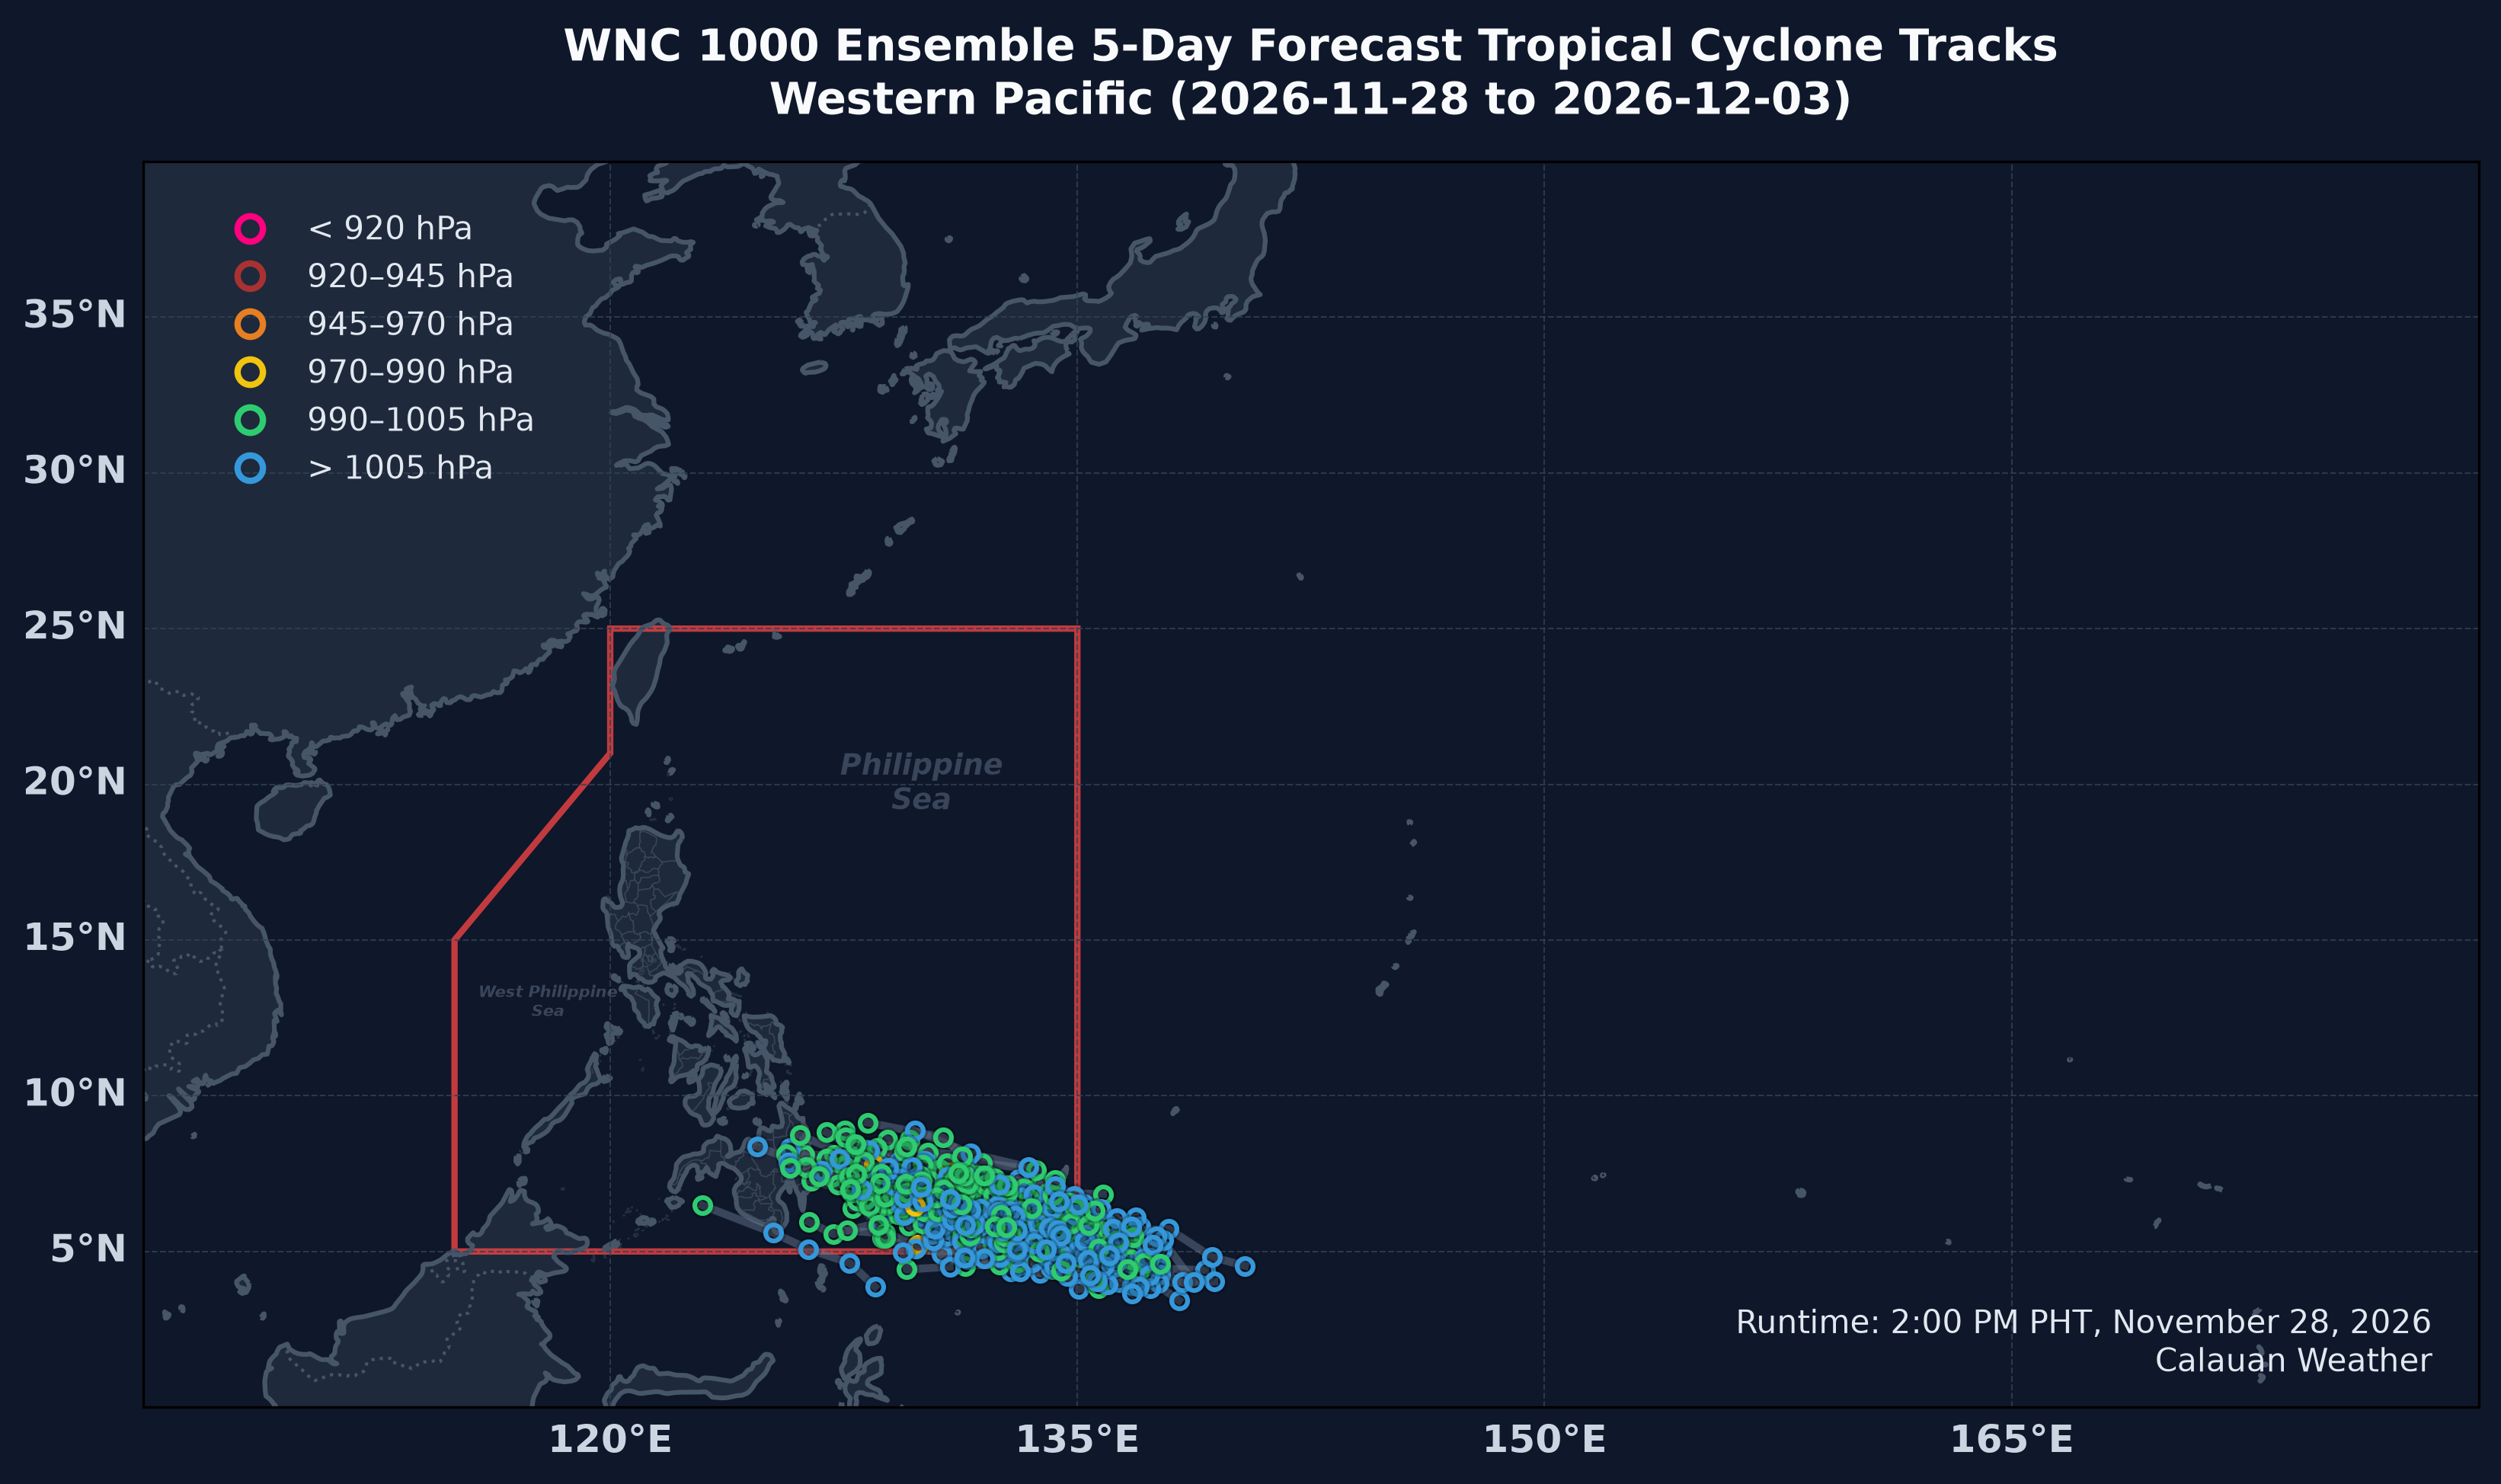 WNC 1000 Ensemble 5-Day Forecast Tropical Cyclone Tracks
Western Pacific (2026-11-28 to 2026-12-03)
< 920 hPa
920–945 hPa
945–970 hPa
970–990 hPa
990–1005 hPa
> 1005 hPa
35°N
30°N
25°N
20°N
15°N
10°N
5°N
Philippine
Sea
West Philippine
Sea
Runtime: 2:00 PM PHT, November 28, 2026
Calauan Weather
120°E
135°E
150°E
165°E